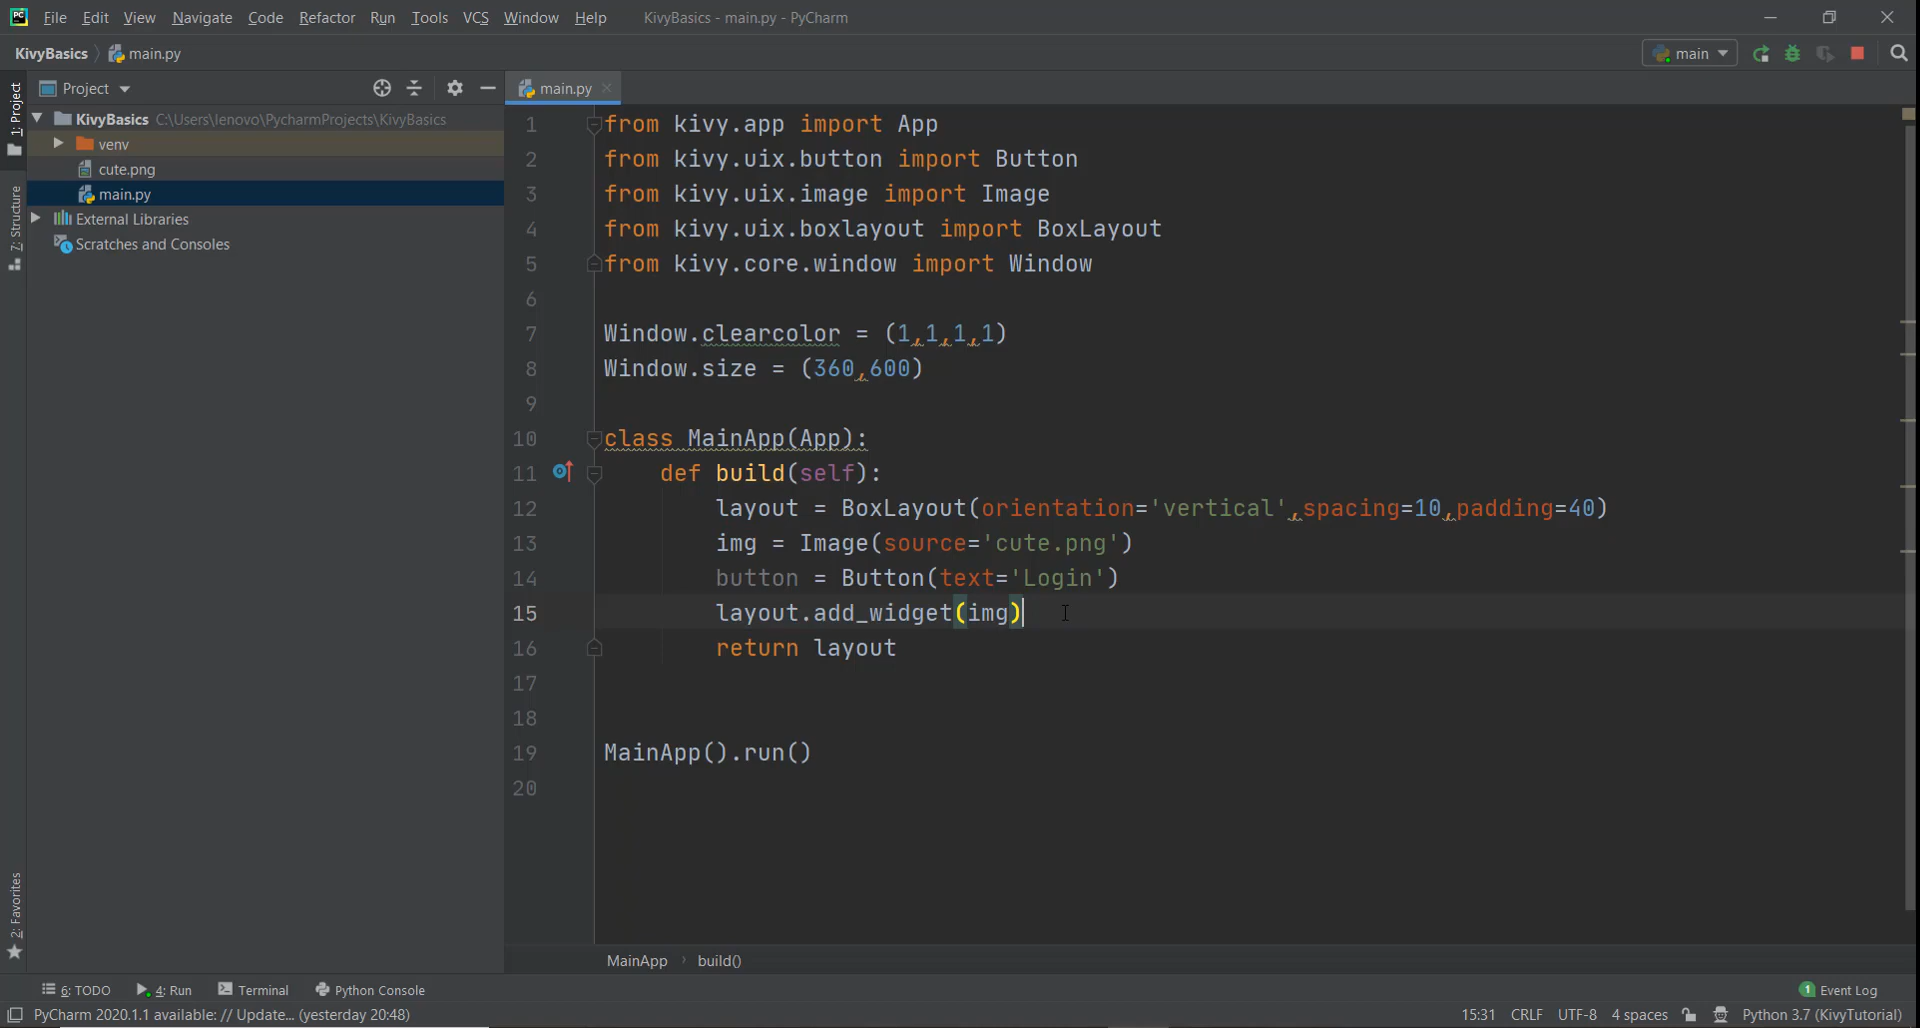 PC File Edit View Navigate Code Refactor Run Tools VCS Window Help KivyBasics - main.py - PyCharm
KivyBasics main.py main
1: Project
Project main.py
KivyBasics C:\Users\lenovo\PycharmProjects\KivyBasics
venv
cute.png
main.py
External Libraries
Scratches and Consoles
7: Structure
2: Favorites
1 from kivy.app import App
2 from kivy.uix.button import Button
3 from kivy.uix.image import Image
4 from kivy.uix.boxlayout import BoxLayout
5 from kivy.core.window import Window
6
7 Window.clearcolor = (1,1,1,1)
8 Window.size = (360,600)
9
10 class MainApp(App):
11     def build(self):
12         layout = BoxLayout(orientation='vertical',spacing=10,padding=40)
13         img = Image(source='cute.png')
14         button = Button(text='Login')
15         layout.add_widget(img)
16         return layout
17
18
19 MainApp().run()
20
MainApp › build()
6: TODO 4: Run Terminal Python Console 1 Event Log
PyCharm 2020.1.1 available: // Update... (yesterday 20:48) 15:31 CRLF UTF-8 4 spaces Python 3.7 (KivyTutorial)